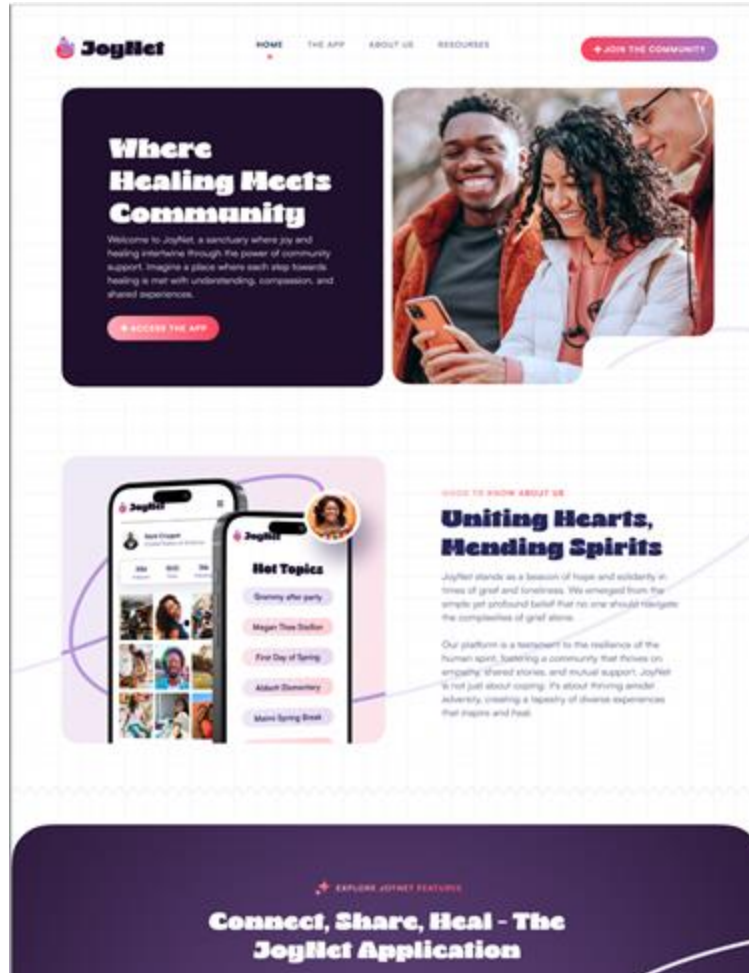 JoyNet
HOME THE APP ABOUT US RESOURSES
JOIN THE COMMUNITY
Where
Healing Meets
Community
Welcome to JoyNet, a sanctuary where joy and
healing intertwine through the power of community
support. Imagine a place where each step towards
healing is met with understanding, compassion, and
shared experiences.
ACCESS THE APP
JoyNet
JoyNet
Hot Topics
Grammy after party
Megan Thee Stallion
First Day of Spring
Abbott Elementary
Miami Spring Break
GOOD TO KNOW ABOUT US
Uniting Hearts,
Mending Spirits
JoyNet stands as a beacon of hope and solidarity in
times of grief and loneliness. We emerged from the
simple yet profound belief that no one should navigate
the complexities of grief alone.
Our platform is a testament to the resilience of the
human spirit, fostering a community that thrives on
empathy, shared stories, and mutual support. JoyNet
is not just about coping; it's about thriving amidst
adversity, creating a tapestry of diverse experiences
that inspire and heal.
EXPLORE JOYNET FEATURES
Connect, Share, Heal - The
JoyNet Application